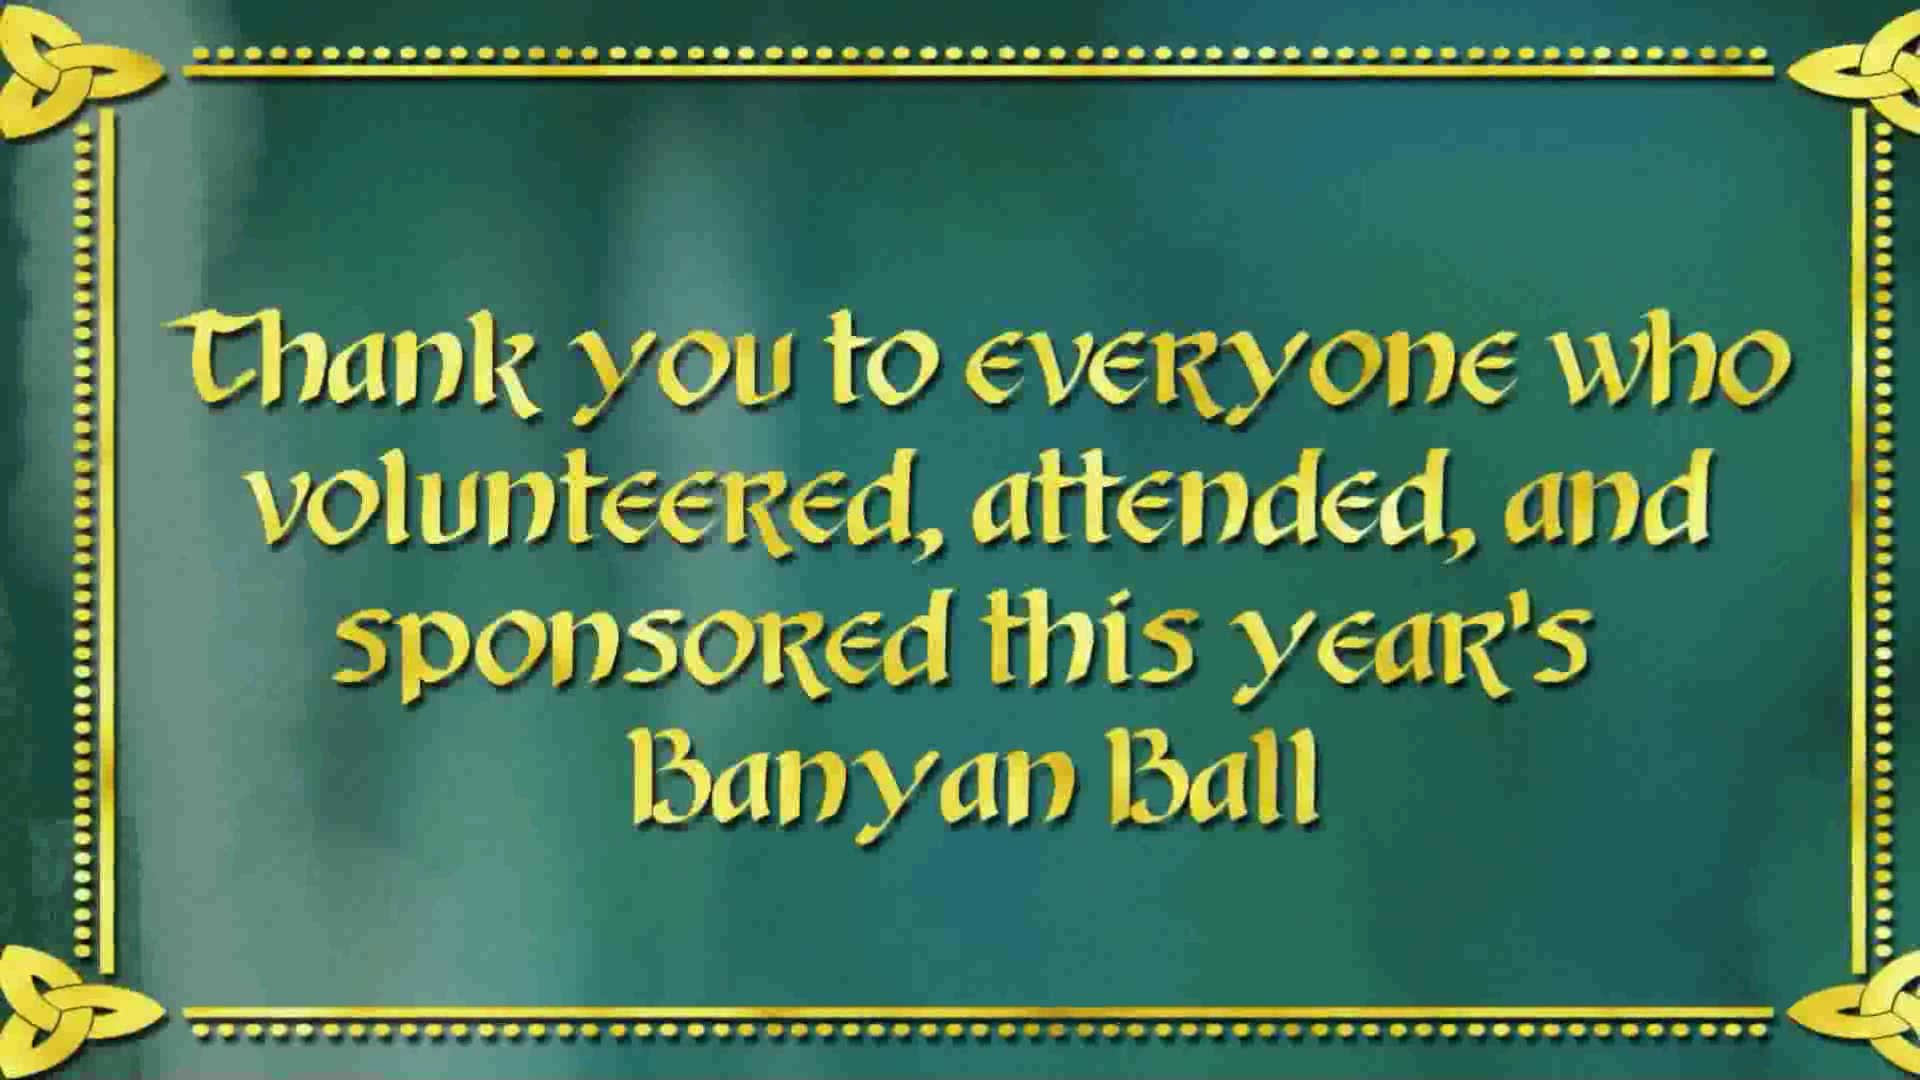 Thank you to everyone who
volunteered, attended, and
sponsored this year's
Banyan Ball